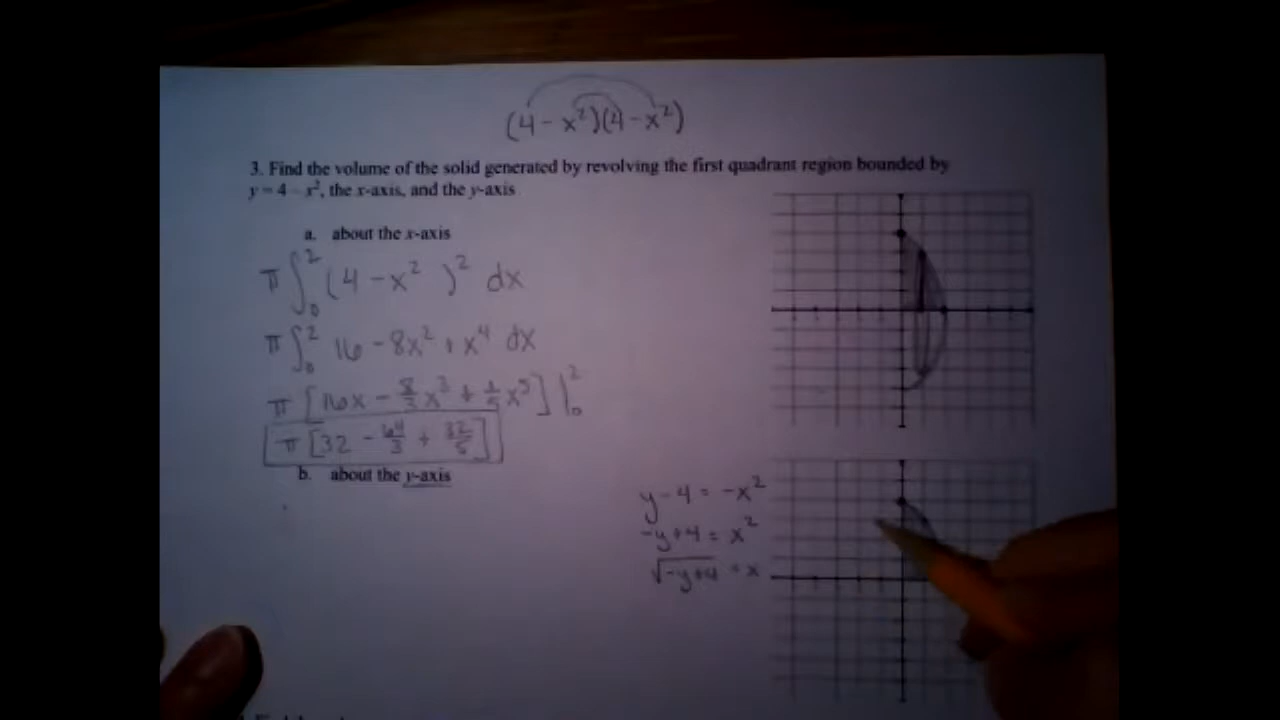 (4 - x²)(4 - x²)
3. Find the volume of the solid generated by revolving the first quadrant region bounded by
y = 4 - x², the x-axis, and the y-axis
a. about the x-axis
π ∫₀² (4 - x²)² dx
π ∫₀² 16 - 8x² + x⁴ dx
π [16x - 8/3 x³ + 1/5 x⁵] |₀²
π [32 - 64/3 + 32/5]
b. about the y-axis
y - 4 = -x²
-y + 4 = x²
√(-y+4) = x